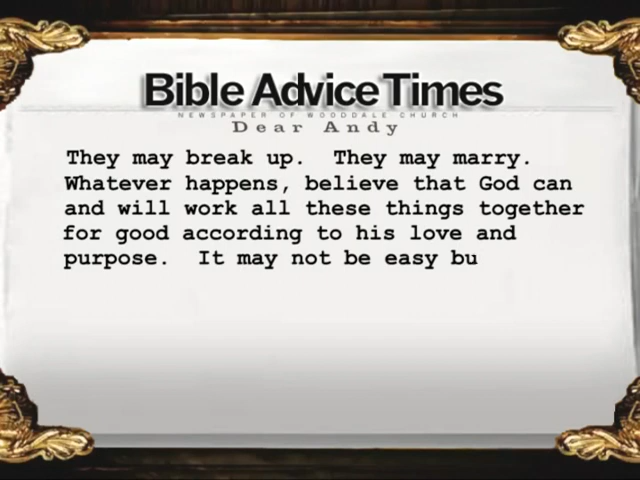 Bible Advice Times
NEWSPAPER OF WOODDALE CHURCH
Dear Andy
They may break up.  They may marry.
Whatever happens, believe that God can
and will work all these things together
for good according to his love and
purpose.  It may not be easy bu